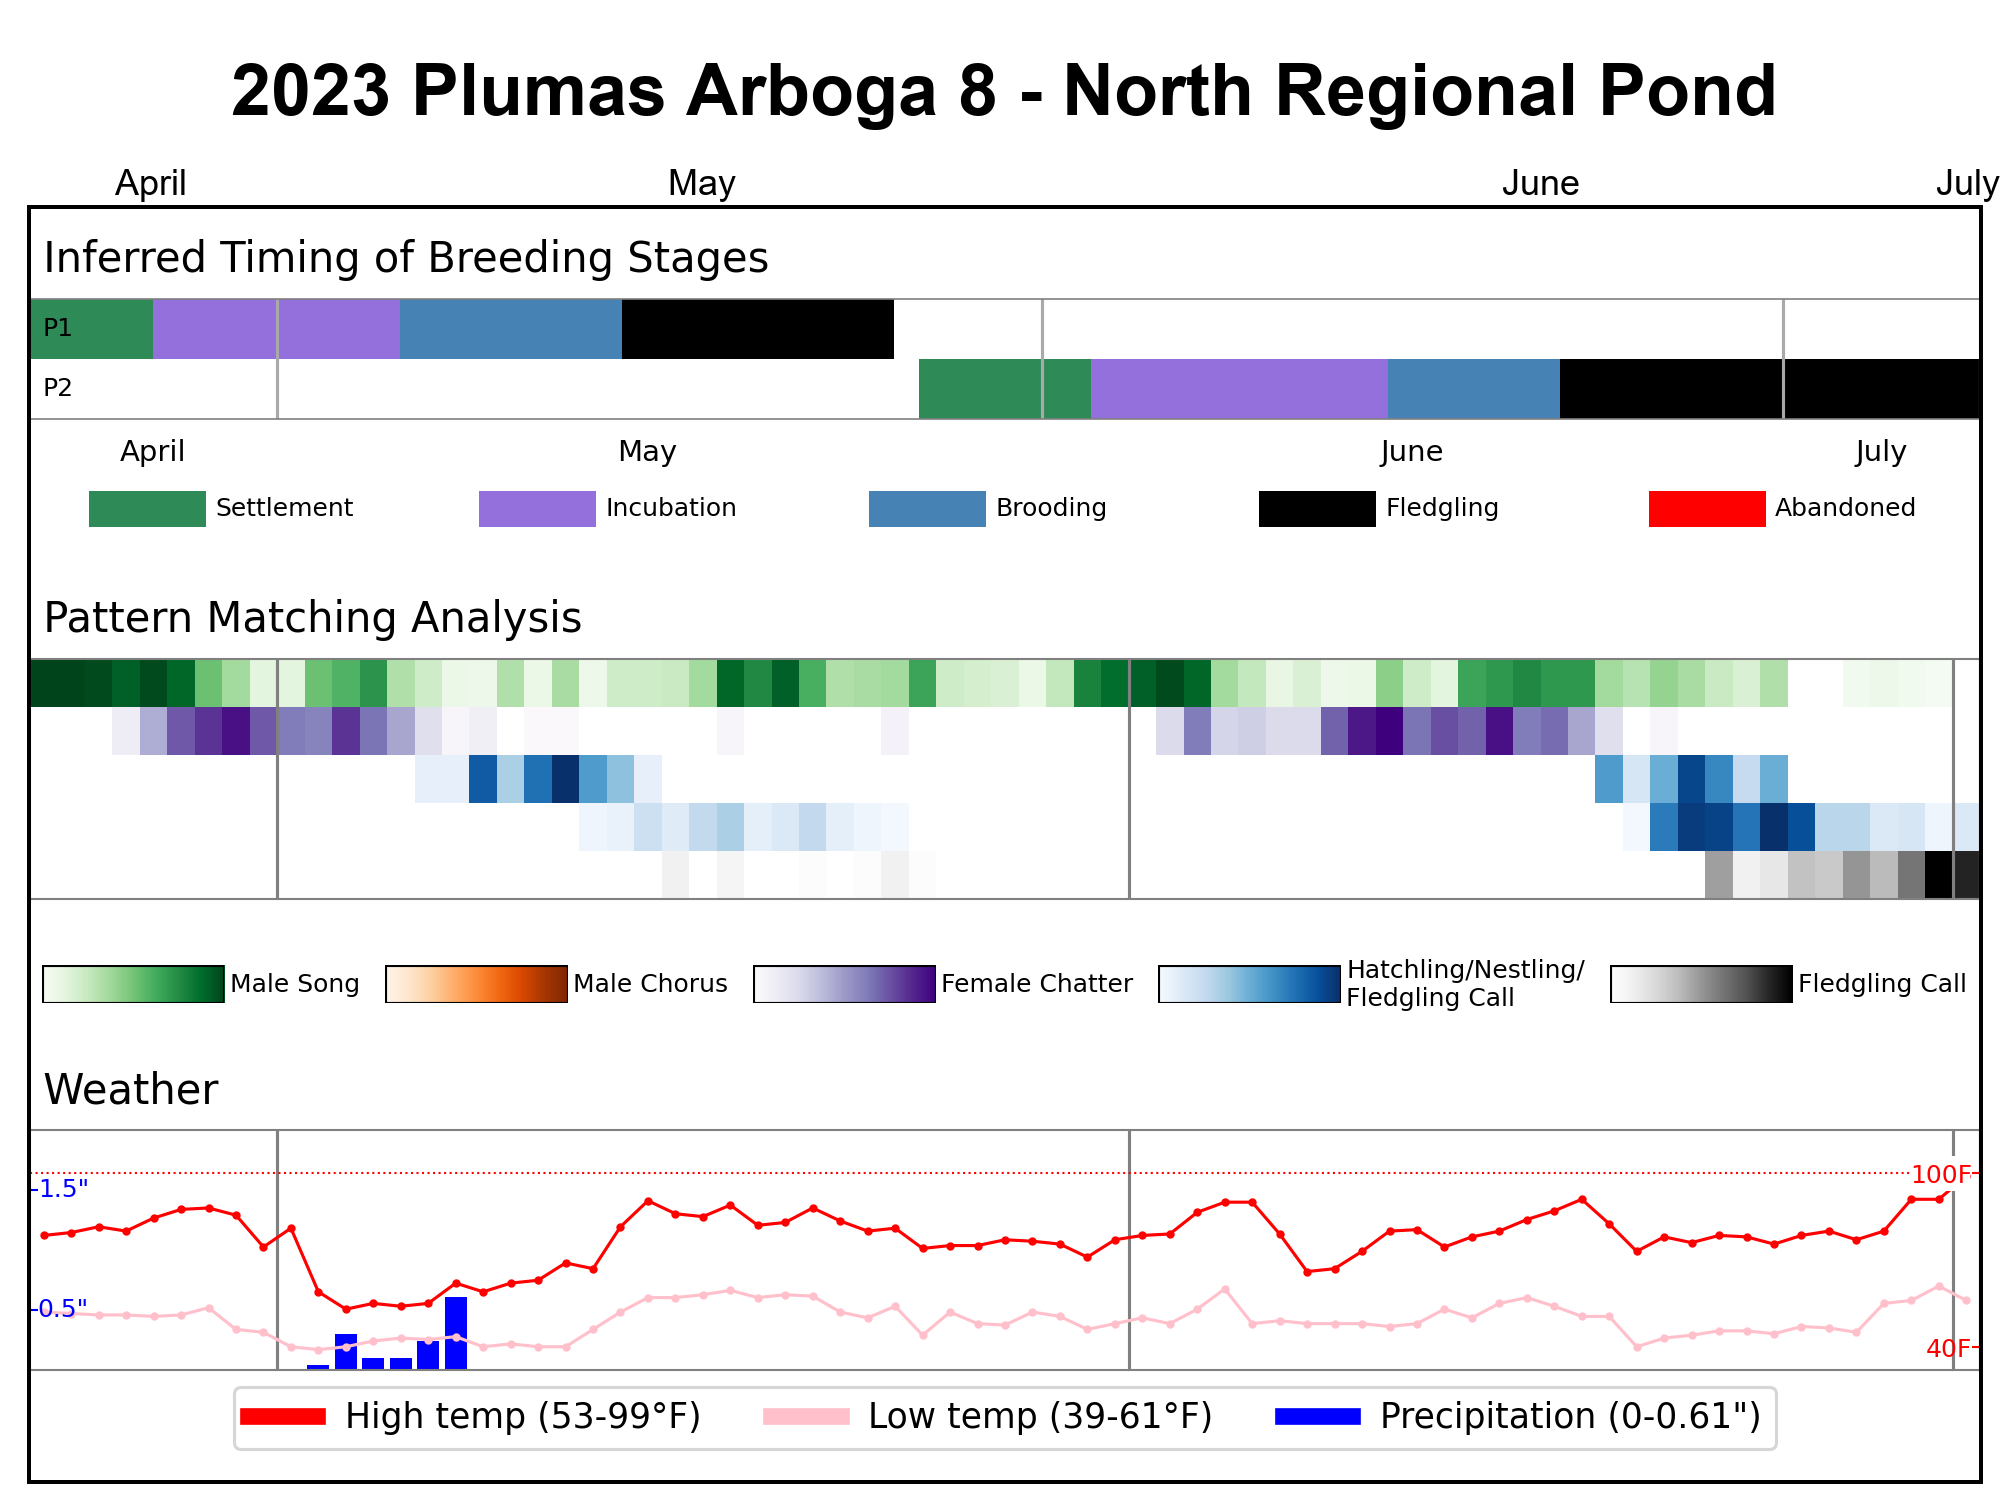 2023 Plumas Arboga 8 - North Regional Pond
April May June July
Inferred Timing of Breeding Stages
P1
P2
April May June July
Settlement Incubation Brooding Fledgling Abandoned
Pattern Matching Analysis
Male Song Male Chorus Female Chatter Hatchling/Nestling/
Fledgling Call Fledgling Call
Weather
100F
1.5"
0.5"
40F
High temp (53-99°F) Low temp (39-61°F) Precipitation (0-0.61")